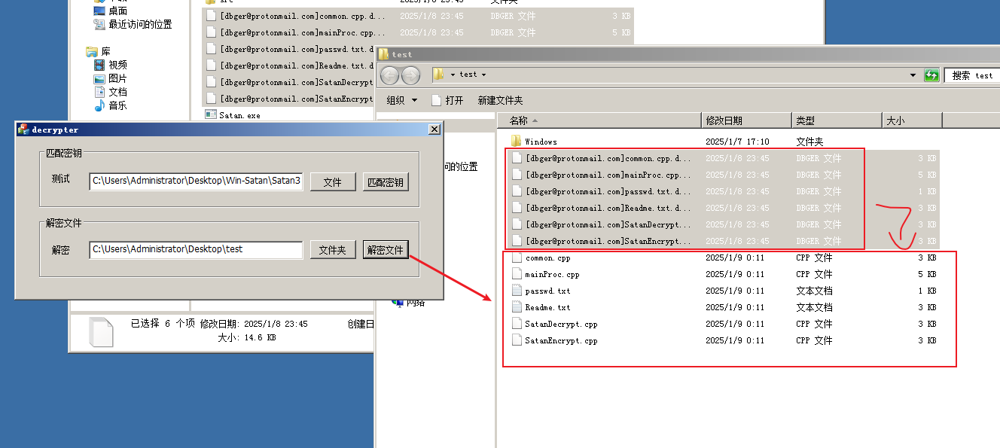 桌面
最近访问的位置
库
视频
图片
文档
音乐
[dbger@protonmail.com]common.cpp.d... 2025/1/8 23:45 DBGER 文件 3 KB
[dbger@protonmail.com]mainProc.cpp... 2025/1/8 23:45 DBGER 文件 5 KB
[dbger@protonmail.com]passwd.txt.d
[dbger@protonmail.com]Readme.txt.d
[dbger@protonmail.com]SatanDecrypt
[dbger@protonmail.com]SatanEncrypt
Satan.exe
decrypter
匹配密钥
测试 C:\Users\Administrator\Desktop\Win-Satan\Satan3 文件 匹配密钥
解密文件
解密 C:\Users\Administrator\Desktop\test 文件夹 解密文件
已选择 6 个项 修改日期: 2025/1/8 23:45 创建日
大小: 14.6 KB
test
test 搜索 test
组织 打开 新建文件夹
问的位置
网络
名称 修改日期 类型 大小
Windows 2025/1/7 17:10 文件夹
[dbger@protonmail.com]common.cpp.d... 2025/1/8 23:45 DBGER 文件 3 KB
[dbger@protonmail.com]mainProc.cpp... 2025/1/8 23:45 DBGER 文件 5 KB
[dbger@protonmail.com]passwd.txt.d... 2025/1/8 23:45 DBGER 文件 1 KB
[dbger@protonmail.com]Readme.txt.d... 2025/1/8 23:45 DBGER 文件 3 KB
[dbger@protonmail.com]SatanDecrypt... 2025/1/8 23:45 DBGER 文件 3 KB
[dbger@protonmail.com]SatanEncrypt... 2025/1/8 23:45 DBGER 文件 3 KB
common.cpp 2025/1/9 0:11 CPP 文件 3 KB
mainProc.cpp 2025/1/9 0:11 CPP 文件 5 KB
passwd.txt 2025/1/9 0:11 文本文档 1 KB
Readme.txt 2025/1/9 0:11 文本文档 3 KB
SatanDecrypt.cpp 2025/1/9 0:11 CPP 文件 3 KB
SatanEncrypt.cpp 2025/1/9 0:11 CPP 文件 3 KB